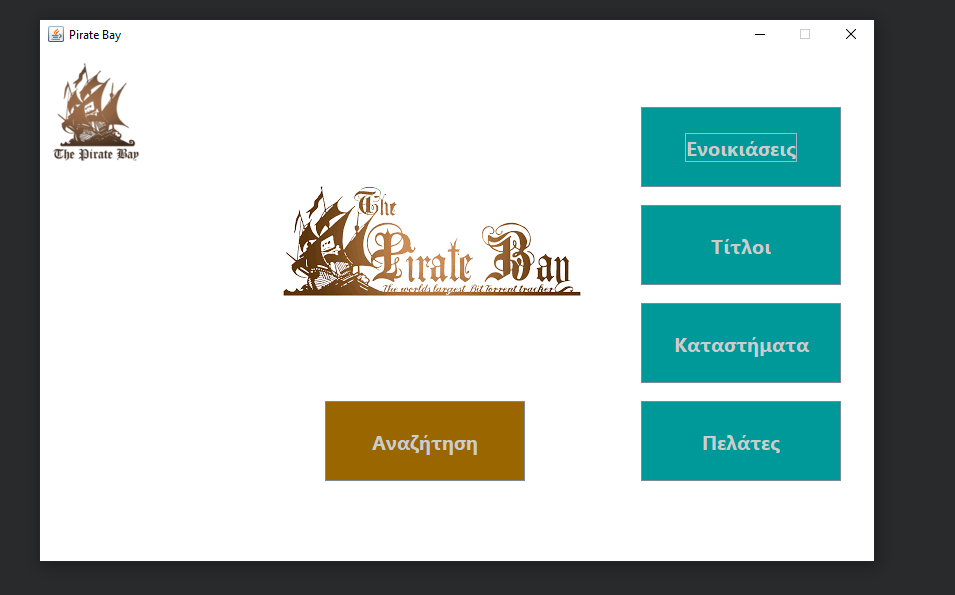 Pirate Bay
The Pirate Bay
The
Pirate Bay
The worlds largest BitTorrent tracker
Ενοικιάσεις
Τίτλοι
Καταστήματα
Αναζήτηση
Πελάτες